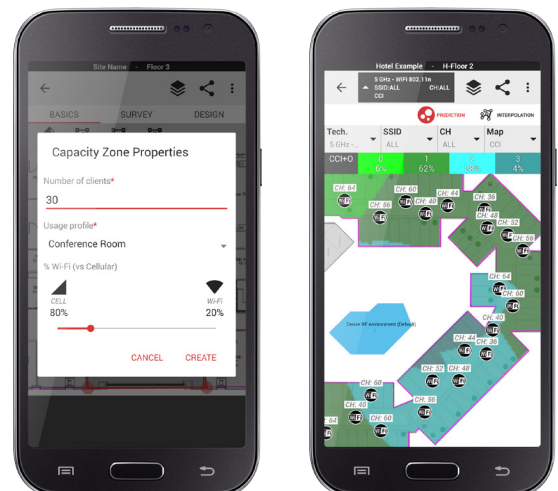 Site Name - Floor 3
BASICS SURVEY DESIGN
Capacity Zone Properties
Number of clients*
30
Usage profile*
Conference Room
% Wi-Fi (vs Cellular)
CELL Wi-Fi
80% 20%
CANCEL CREATE
Hotel Example - H-Floor 2
5 GHz - WIFI 802.11n
SSID:ALL CH:ALL
CCI
PREDICTION INTERPOLATION
Tech. SSID CH Map
5 GHz -... ALL ALL CCI
CCI+O 0 1 3
6% 62% 4%
CH: 64
CH: 60
CH: 56
CH: 40
CH: 44
CH: 36
CH: 48
CH: 52
CH: 56
CH: 64
CH: 60
CH: 40
Dense RF environment (Default)
CH: 44
CH: 36
CH: 52
CH: 48
CH: 60
CH: 56
CH: 40
CH: 60
: 64